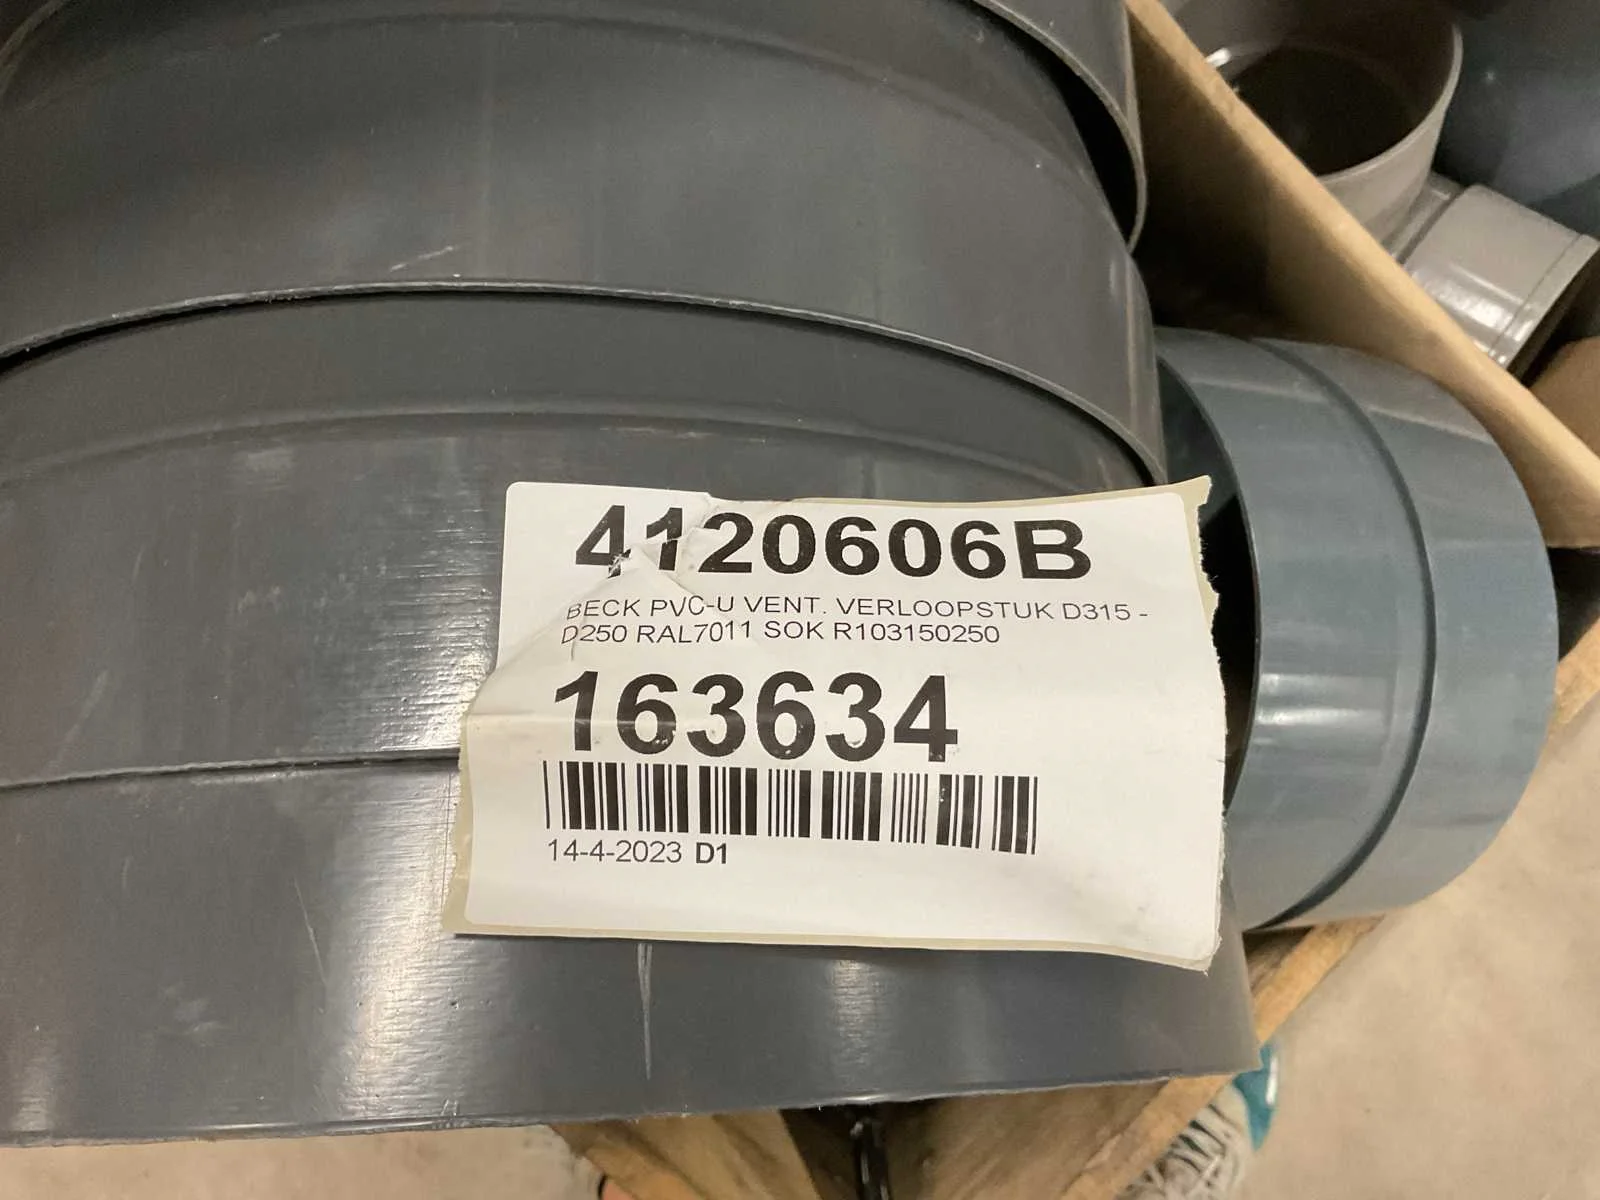 4120606B
BECK PVC-U VENT. VERLOOPSTUK D315 -
D250 RAL7011 SOK R103150250
163634
14-4-2023 D1